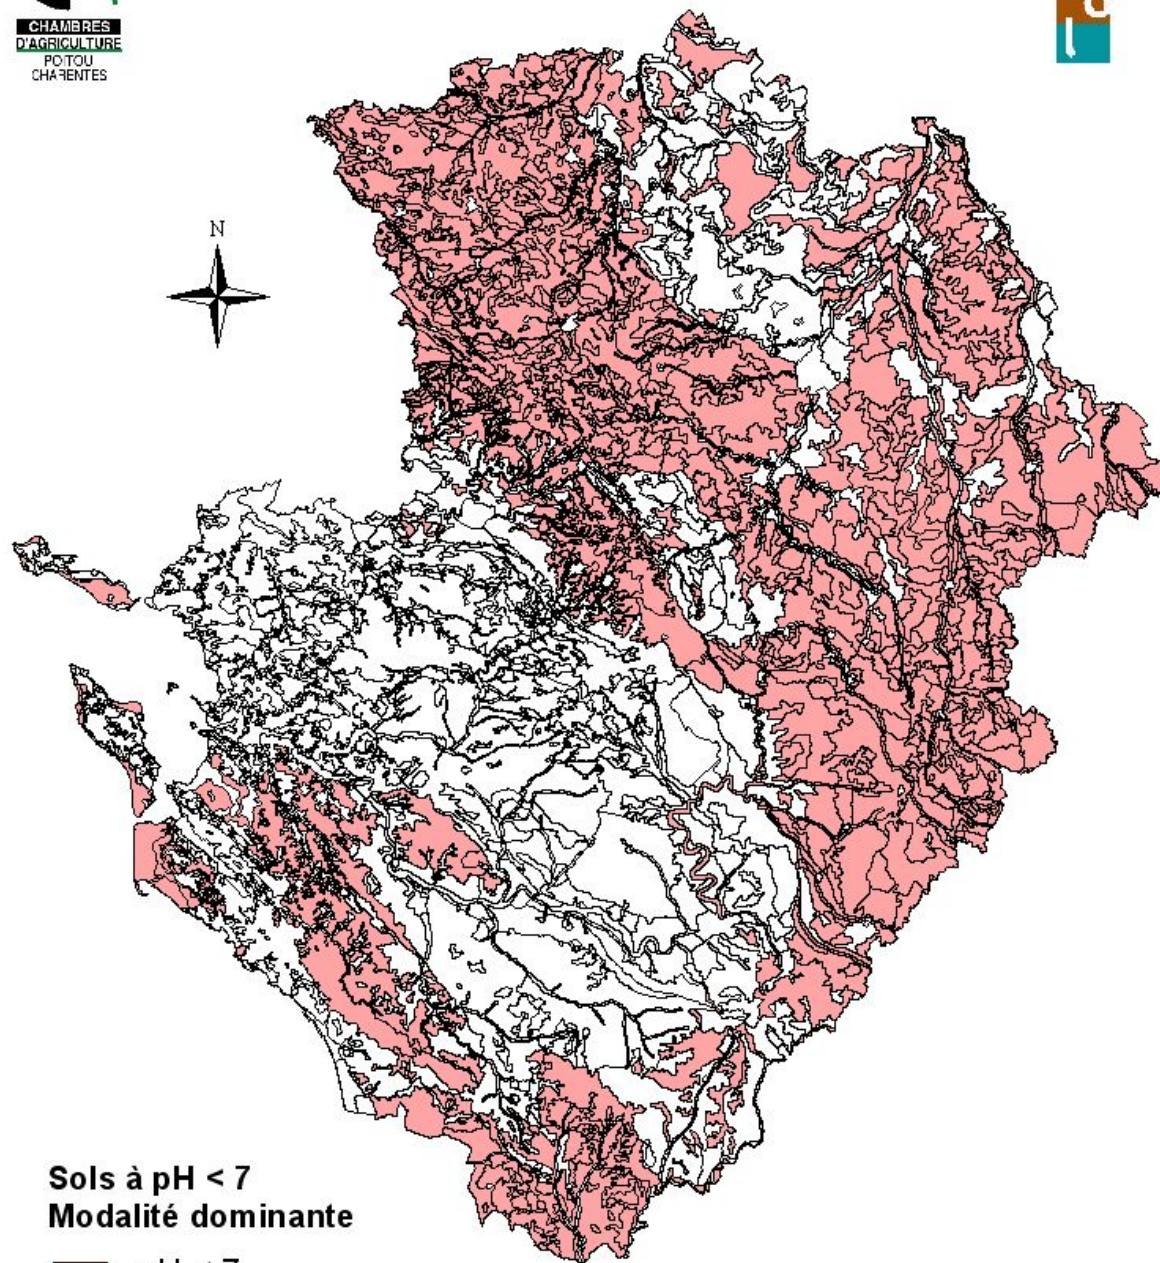 CHAMBRES
D'AGRICULTURE
POITOU
CHARENTES
N
Sols à pH < 7
Modalité dominante